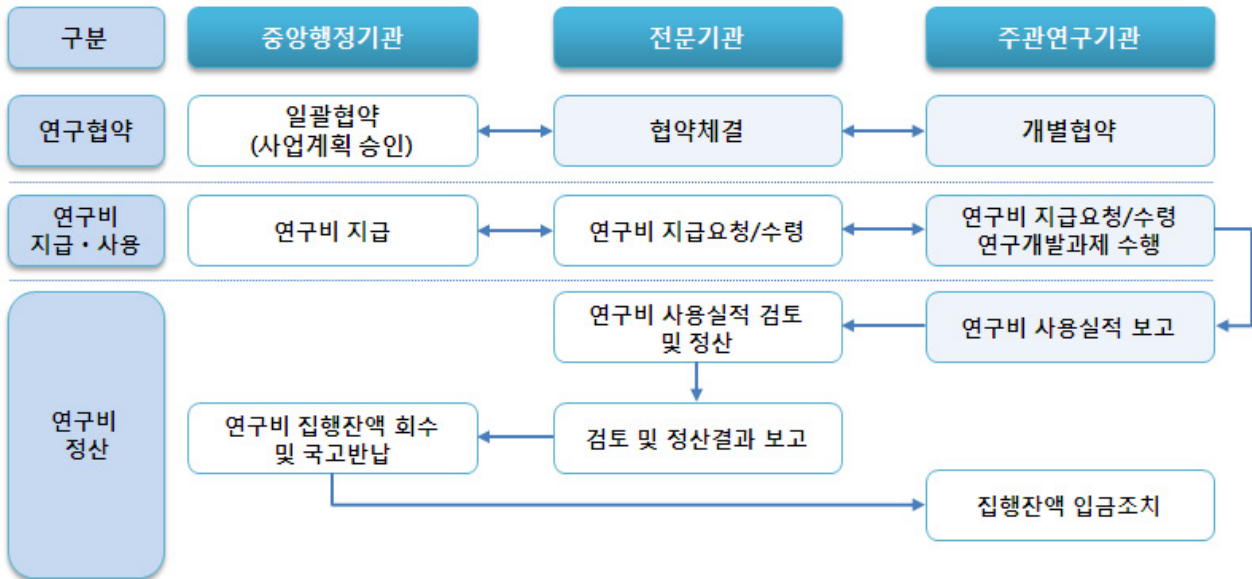 구분
중앙행정기관
전문기관
주관연구기관
연구협약
일괄협약
(사업계획 승인)
협약체결
개별협약
연구비
지급・사용
연구비 지급
연구비 지급요청/수령
연구비 지급요청/수령
연구개발과제 수행
연구비
정산
연구비 사용실적 검토
및 정산
연구비 사용실적 보고
연구비 집행잔액 회수
및 국고반납
검토 및 정산결과 보고
집행잔액 입금조치